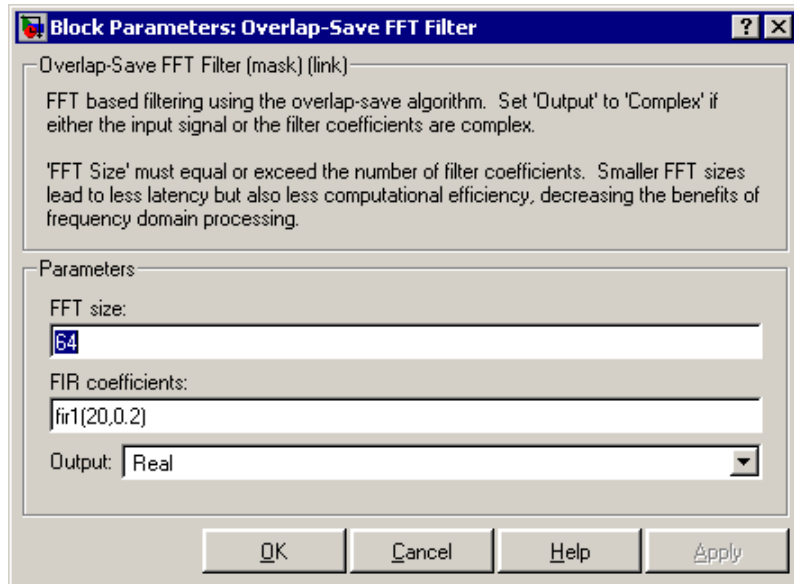 Block Parameters: Overlap-Save FFT Filter
Overlap-Save FFT Filter (mask) (link)
FFT based filtering using the overlap-save algorithm. Set 'Output' to 'Complex' if
either the input signal or the filter coefficients are complex.
'FFT Size' must equal or exceed the number of filter coefficients. Smaller FFT sizes
lead to less latency but also less computational efficiency, decreasing the benefits of
frequency domain processing.
Parameters
FFT size:
64
FIR coefficients:
fir1(20,0.2)
Output: Real
OK Cancel Help Apply